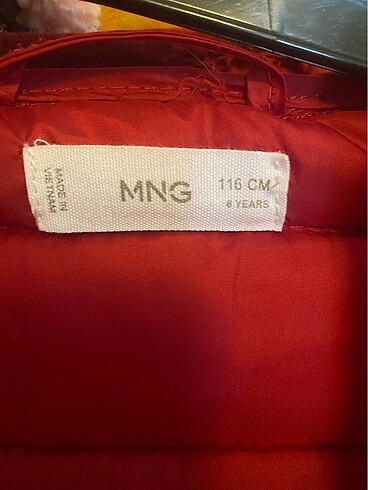 MADE IN
VIETNAM
MNG
116 CM
6 YEARS